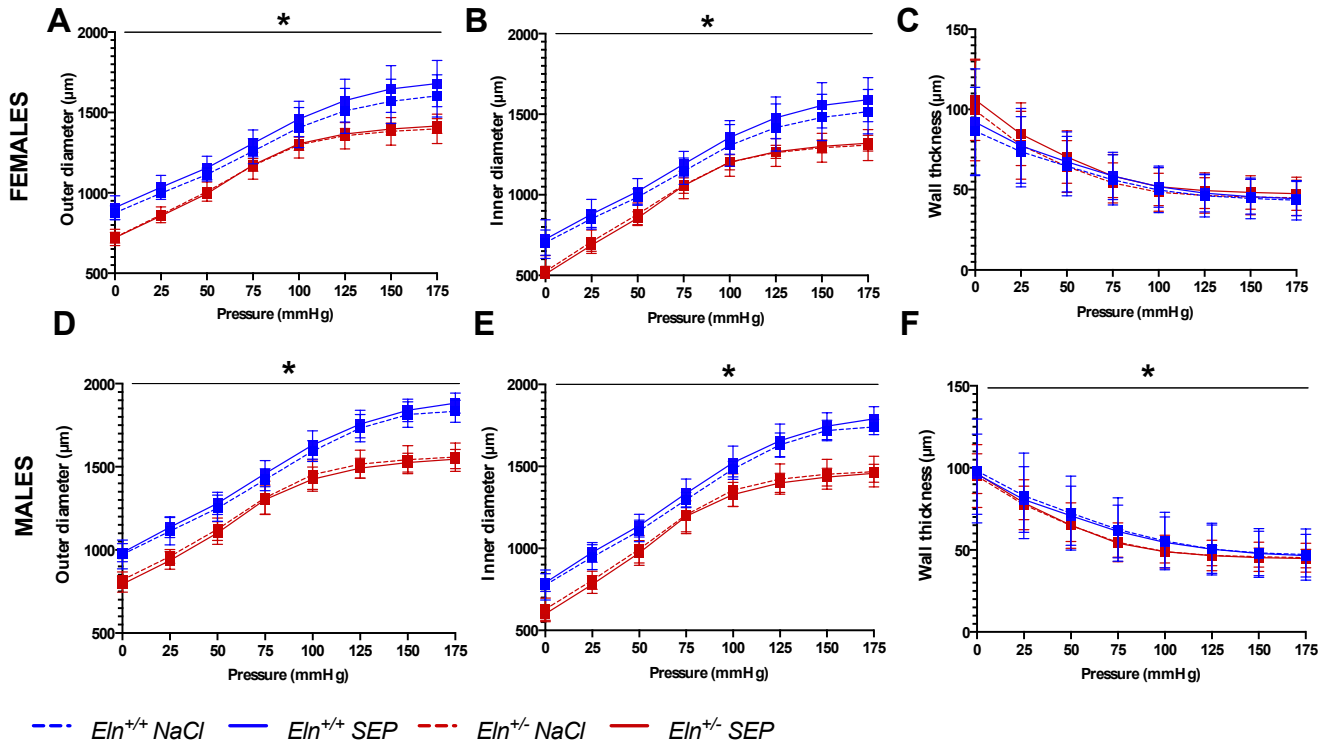 A
*
2000
1500
1000
500
Outer diameter (µm)
0 25 50 75 100 125 150 175
Pressure (mmHg)
B
*
2000
1500
1000
500
Inner diameter (µm)
0 25 50 75 100 125 150 175
Pressure (mmHg)
C
150
100
50
0
Wall thickness (µm)
0 25 50 75 100 125 150 175
Pressure (mmHg)
FEMALES
D
*
2000
1500
1000
500
Outer diameter (µm)
0 25 50 75 100 125 150 175
Pressure (mmHg)
E
*
2000
1500
1000
500
Inner diameter (µm)
0 25 50 75 100 125 150 175
Pressure (mmHg)
F
*
150
100
50
0
Wall thickness (µm)
0 25 50 75 100 125 150 175
Pressure (mmHg)
MALES
Eln+/+ NaCl Eln+/+ SEP Eln+/- NaCl Eln+/- SEP